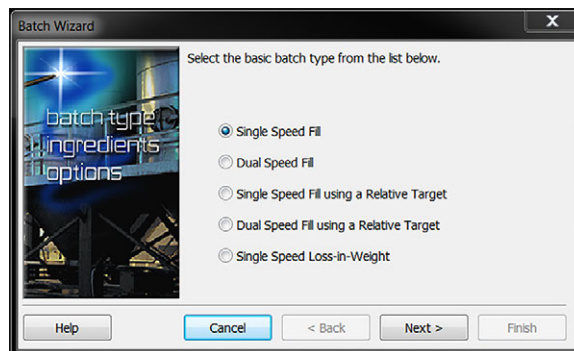 Batch Wizard
X
Select the basic batch type from the list below.
batch type
ingredients
options
Single Speed Fill
Dual Speed Fill
Single Speed Fill using a Relative Target
Dual Speed Fill using a Relative Target
Single Speed Loss-in-Weight
Help
Cancel
< Back
Next >
Finish